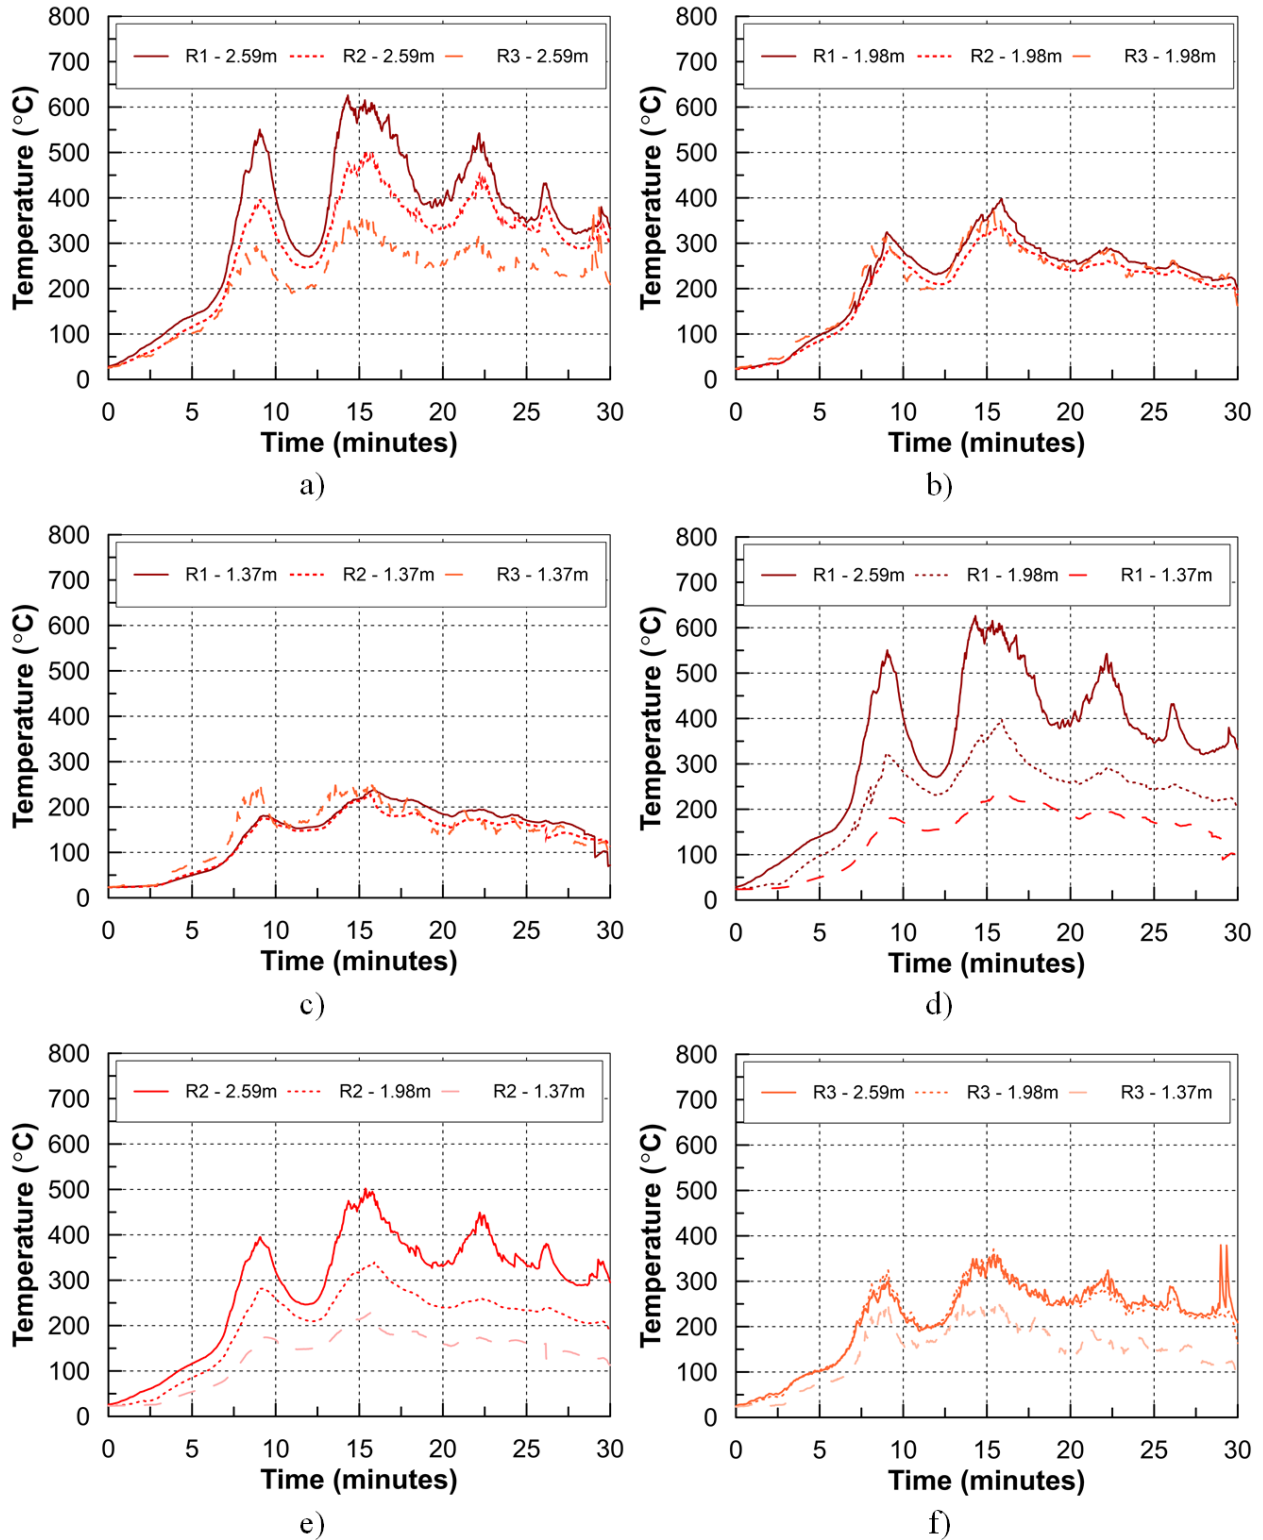 800
700
600
500
400
300
200
100
0
Temperature (°C)
R1 - 2.59m R2 - 2.59m R3 - 2.59m
0 5 10 15 20 25 30
Time (minutes)
a)
800
700
600
500
400
300
200
100
0
Temperature (°C)
R1 - 1.98m R2 - 1.98m R3 - 1.98m
0 5 10 15 20 25 30
Time (minutes)
b)
800
700
600
500
400
300
200
100
0
Temperature (°C)
R1 - 1.37m R2 - 1.37m R3 - 1.37m
0 5 10 15 20 25 30
Time (minutes)
c)
800
700
600
500
400
300
200
100
0
Temperature (°C)
R1 - 2.59m R1 - 1.98m R1 - 1.37m
0 5 10 15 20 25 30
Time (minutes)
d)
800
700
600
500
400
300
200
100
0
Temperature (°C)
R2 - 2.59m R2 - 1.98m R2 - 1.37m
0 5 10 15 20 25 30
Time (minutes)
e)
800
700
600
500
400
300
200
100
0
Temperature (°C)
R3 - 2.59m R3 - 1.98m R3 - 1.37m
0 5 10 15 20 25 30
Time (minutes)
f)